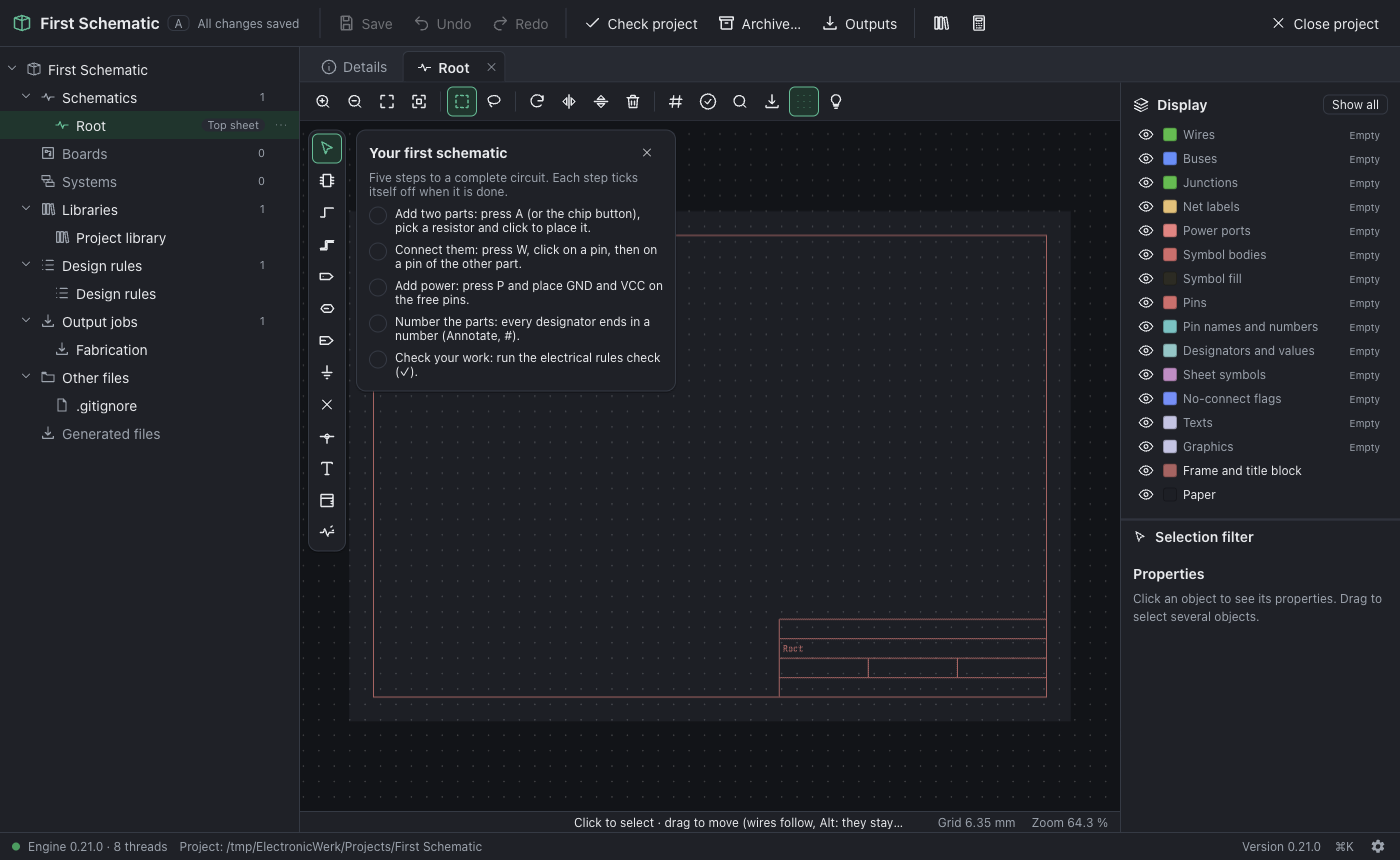 First Schematic A All changes saved Save Undo Redo Check project Archive... Outputs Close project
First Schematic
Schematics 1
Root Top sheet ...
Boards 0
Systems 0
Libraries 1
Project library
Design rules 1
Design rules
Output jobs 1
Fabrication
Other files
.gitignore
Generated files
Details Root
Your first schematic
Five steps to a complete circuit. Each step ticks
itself off when it is done.
Add two parts: press A (or the chip button),
pick a resistor and click to place it.
Connect them: press W, click on a pin, then on
a pin of the other part.
Add power: press P and place GND and VCC on
the free pins.
Number the parts: every designator ends in a
number (Annotate, #).
Check your work: run the electrical rules check
(✓).
Root
Click to select · drag to move (wires follow, Alt: they stay... Grid 6.35 mm Zoom 64.3 %
Display Show all
Wires Empty
Buses Empty
Junctions Empty
Net labels Empty
Power ports Empty
Symbol bodies Empty
Symbol fill Empty
Pins Empty
Pin names and numbers Empty
Designators and values Empty
Sheet symbols Empty
No-connect flags Empty
Texts Empty
Graphics Empty
Frame and title block
Paper
Selection filter
Properties
Click an object to see its properties. Drag to
select several objects.
Engine 0.21.0 · 8 threads Project: /tmp/ElectronicWerk/Projects/First Schematic Version 0.21.0 ⌘K